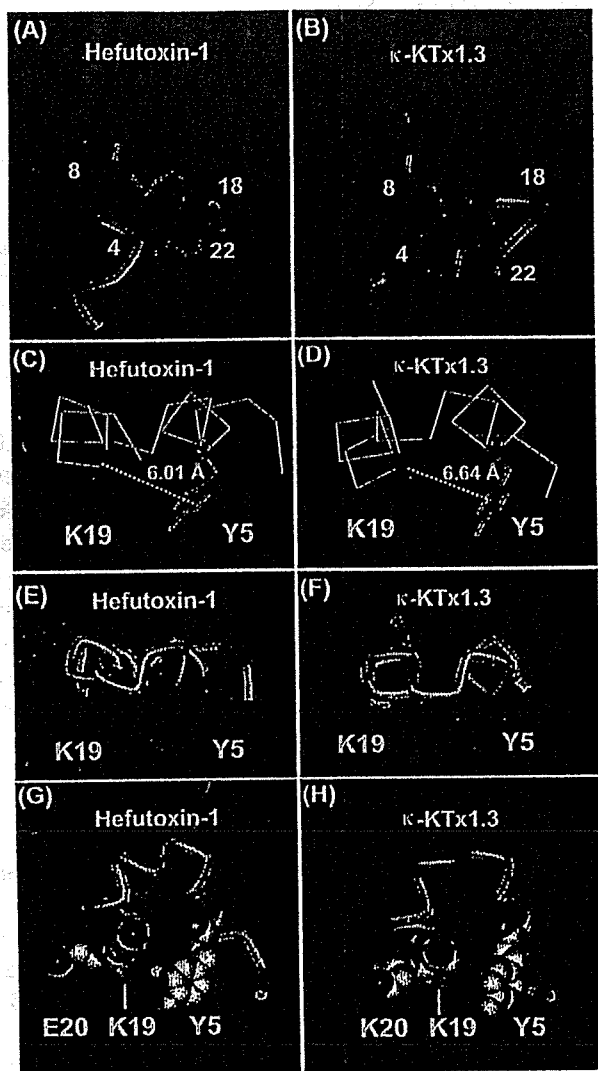 (A)
Hefutoxin-1
8
18
4
22
(B)
κ-KTx1.3
8
18
4
22
(C)
Hefutoxin-1
6.01 Å
K19
Y5
(D)
κ-KTx1.3
6.64 Å
K19
Y5
(E)
Hefutoxin-1
K19
Y5
(F)
κ-KTx1.3
K19
Y5
(G)
Hefutoxin-1
E20
K19
Y5
(H)
κ-KTx1.3
K20
K19
Y5